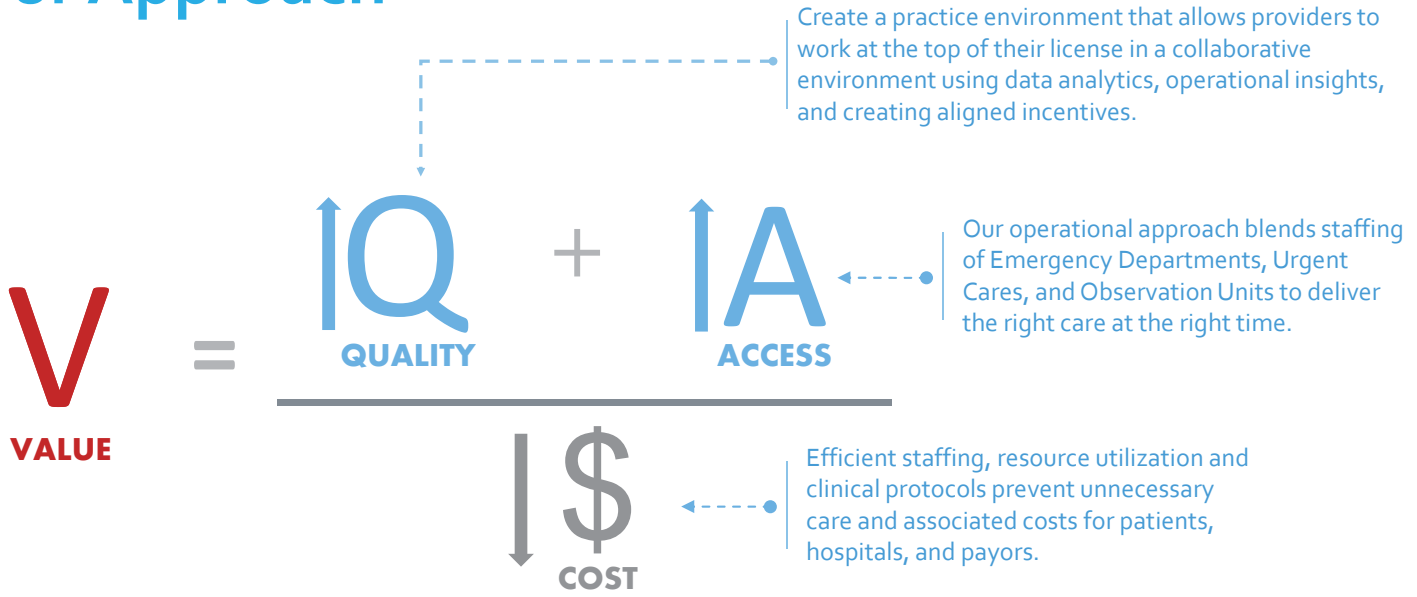 Approach
Create a practice environment that allows providers to
work at the top of their license in a collaborative
environment using data analytics, operational insights,
and creating aligned incentives.
Q
+
A
QUALITY
ACCESS
Our operational approach blends staffing
of Emergency Departments, Urgent
Cares, and Observation Units to deliver
the right care at the right time.
V
=
VALUE
$
COST
Efficient staffing, resource utilization and
clinical protocols prevent unnecessary
care and associated costs for patients,
hospitals, and payors.